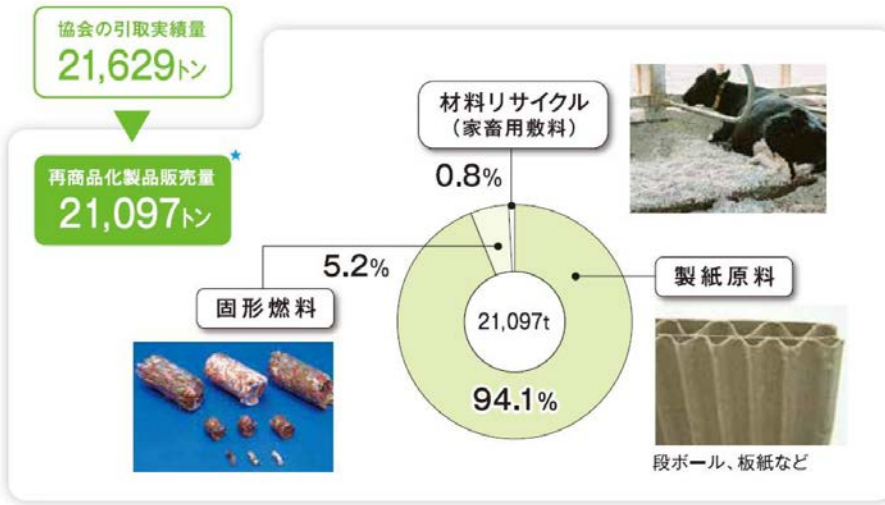 協会の引取実績量
21,629トン
再商品化製品販売量★
21,097トン
材料リサイクル
(家畜用敷料)
0.8%
5.2%
固形燃料
製紙原料
21,097t
94.1%
段ボール、板紙など